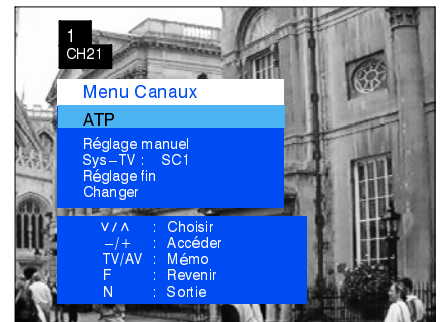 1
CH21
Menu Canaux
ATP
Réglage manuel
Sys-TV : SC1
Réglage fin
Changer
∨/∧ : Choisir
-/+ : Accéder
TV/AV : Mémo
F : Revenir
N : Sortie